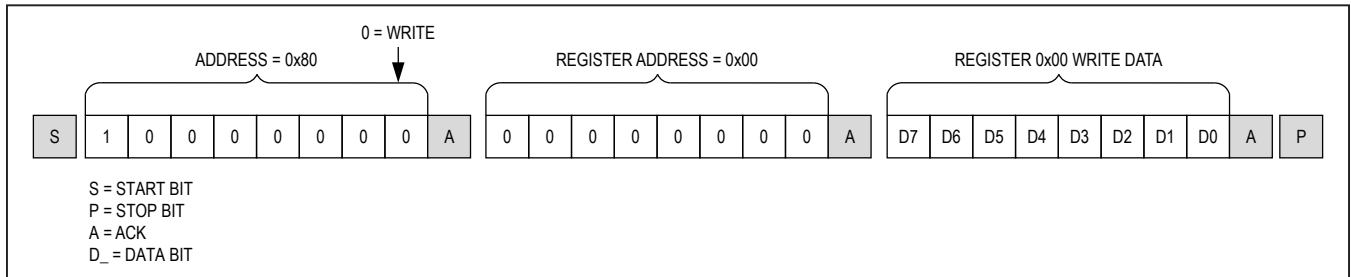 0 = WRITE
ADDRESS = 0x80 REGISTER ADDRESS = 0x00 REGISTER 0x00 WRITE DATA
S 1 0 0 0 0 0 0 0 A 0 0 0 0 0 0 0 0 A D7 D6 D5 D4 D3 D2 D1 D0 A P
S = START BIT
P = STOP BIT
A = ACK
D_ = DATA BIT